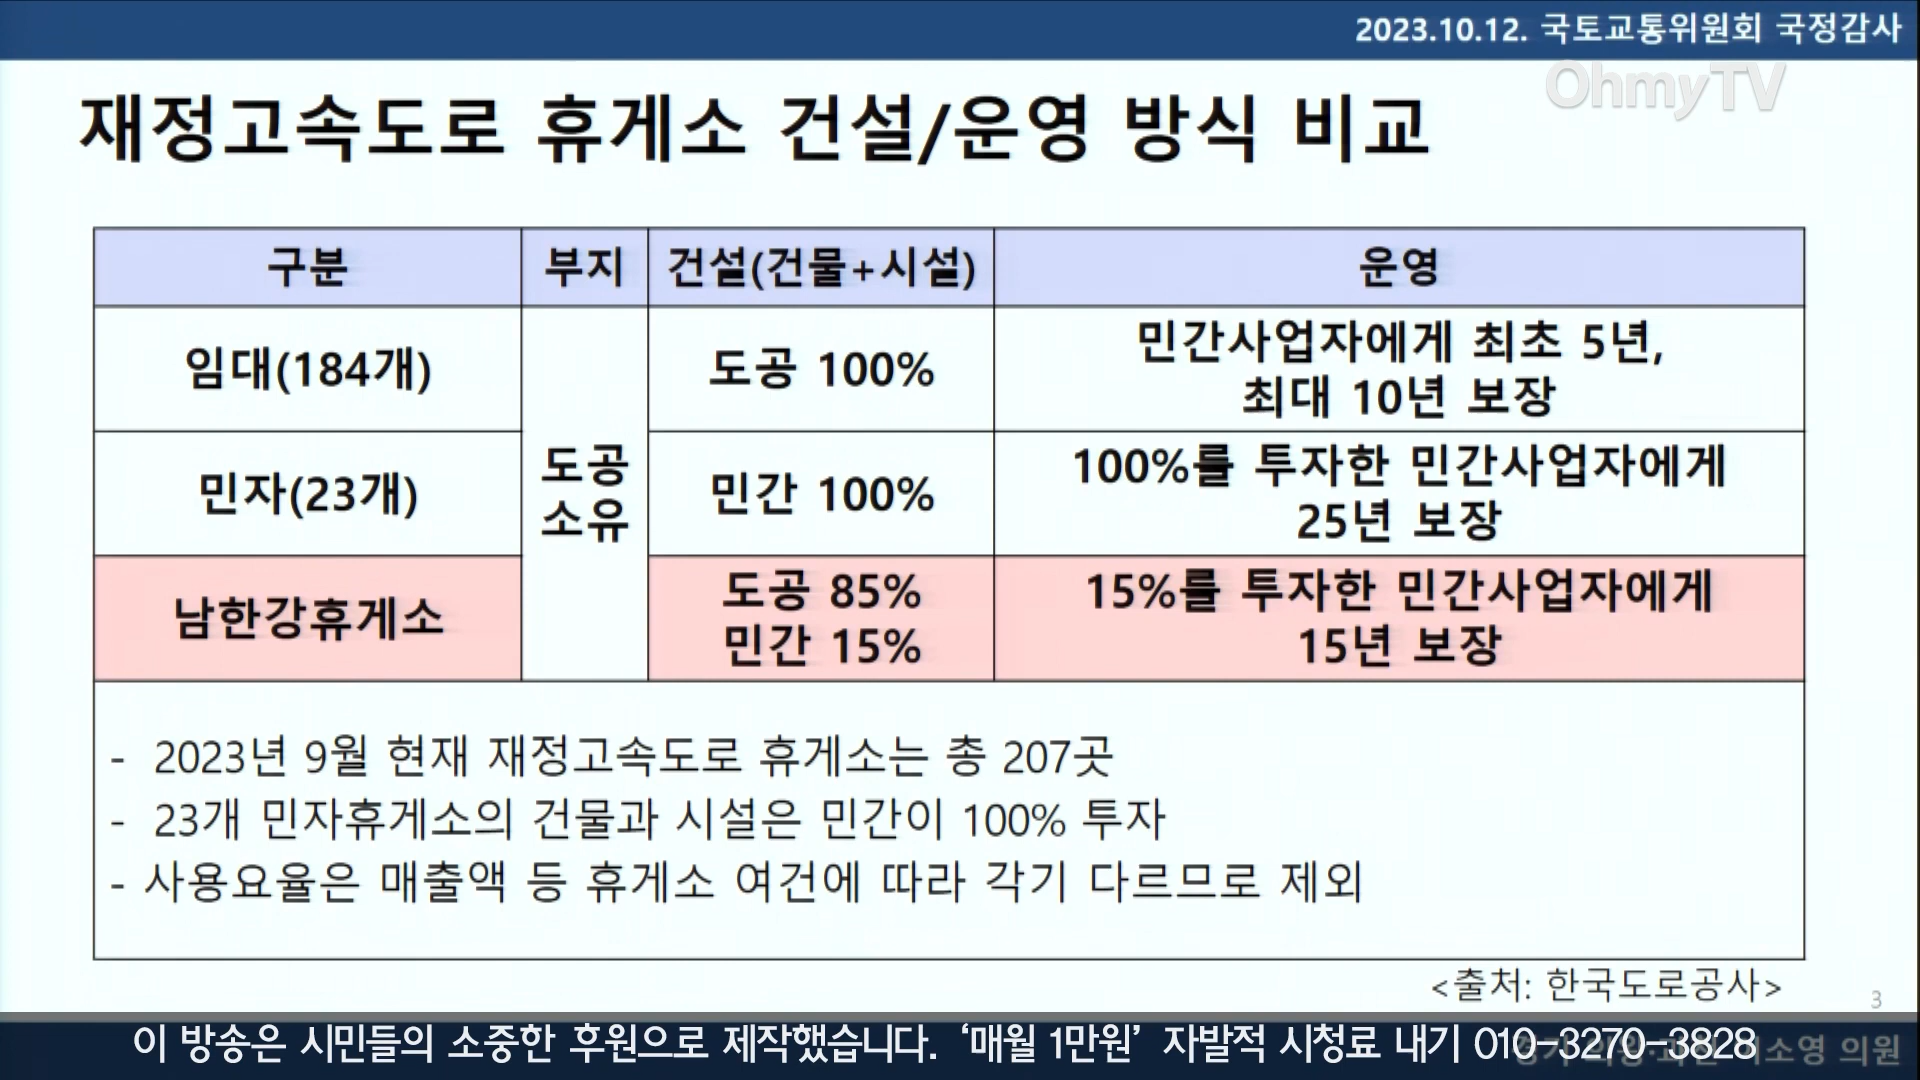 2023.10.12. 국토교통위원회 국정감사
OhmyTV
재정고속도로 휴게소 건설/운영 방식 비교
구분 부지 건설(건물+시설) 운영
임대(184개) 도공 100% 민간사업자에게 최초 5년,
최대 10년 보장
도공
소유
민자(23개) 민간 100% 100%를 투자한 민간사업자에게
25년 보장
남한강휴게소 도공 85% 15%를 투자한 민간사업자에게
민간 15% 15년 보장
- 2023년 9월 현재 재정고속도로 휴게소는 총 207곳
- 23개 민자휴게소의 건물과 시설은 민간이 100% 투자
- 사용요율은 매출액 등 휴게소 여건에 따라 각기 다르므로 제외
<출처: 한국도로공사>
3
이 방송은 시민들의 소중한 후원으로 제작했습니다. ‘매월 1만원’ 자발적 시청료 내기 010-3270-3828
소영 의원